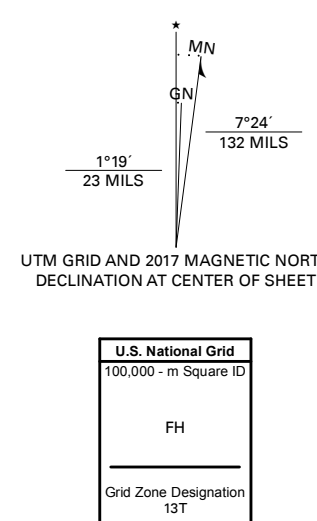 ★
MN
GN
7°24´
132 MILS
1°19´
23 MILS
UTM GRID AND 2017 MAGNETIC NORT
DECLINATION AT CENTER OF SHEET
U.S. National Grid
100,000 - m Square ID
FH
Grid Zone Designation
13T